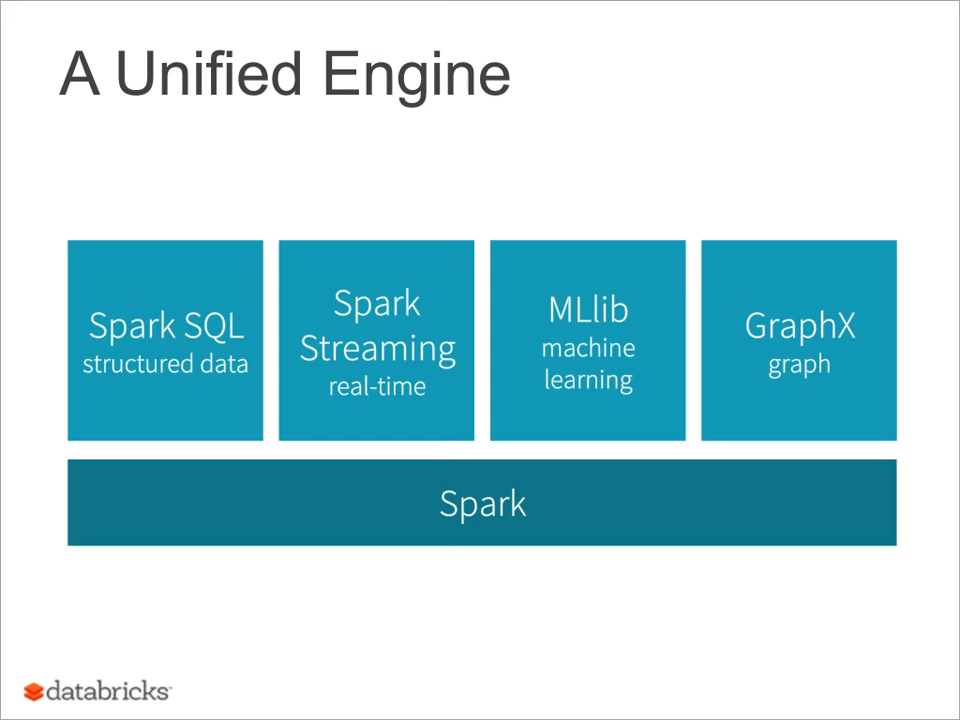 A Unified Engine
Spark SQL
structured data
Spark
Streaming
real-time
MLlib
machine
learning
GraphX
graph
Spark
databricks